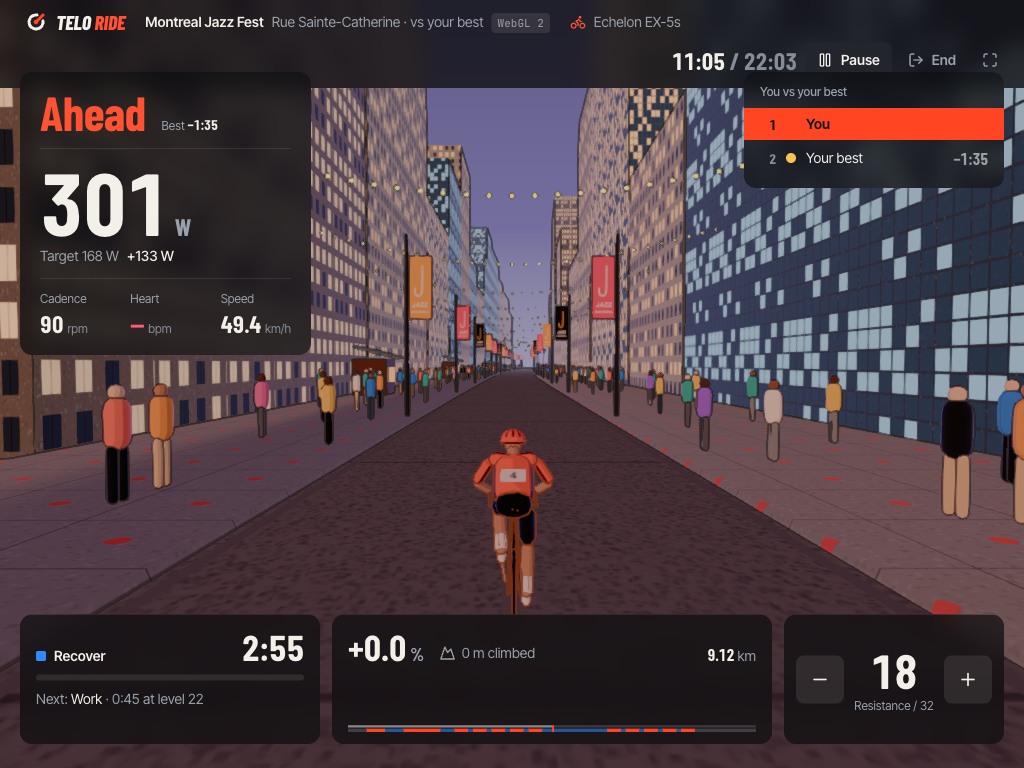 TELO RIDE Montreal Jazz Fest Rue Sainte-Catherine · vs your best WebGL 2 Echelon EX-5s
11:05 / 22:03 Pause End
Ahead Best −1:35
301 W
Target 168 W +133 W
Cadence Heart Speed
90 rpm – bpm 49.4 km/h
You vs your best
1 You
2 Your best −1:35
J
JAZZ
J
JAZZ
4
Recover 2:55
Next: Work · 0:45 at level 22
+0.0 % 0 m climbed 9.12 km
− 18 +
Resistance / 32